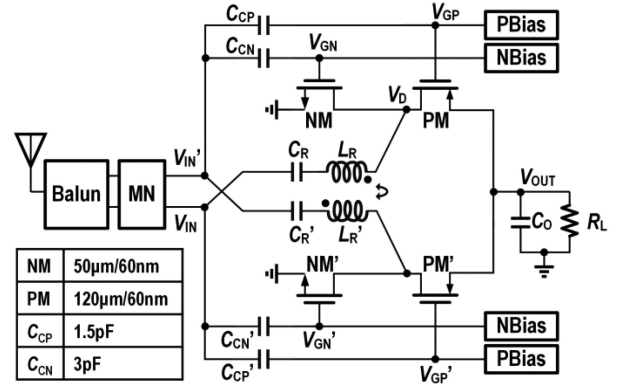 CCP
VGP
PBias
CCN
VGN
NBias
NM
VD
PM
CR
LR
VIN'
Balun
MN
VIN
VOUT
CO
RL
CR'
LR'
NM'
PM'
NM 50μm/60nm
PM 120μm/60nm
CCP 1.5pF
CCN 3pF
CCN'
VGN'
NBias
CCP'
VGP'
PBias